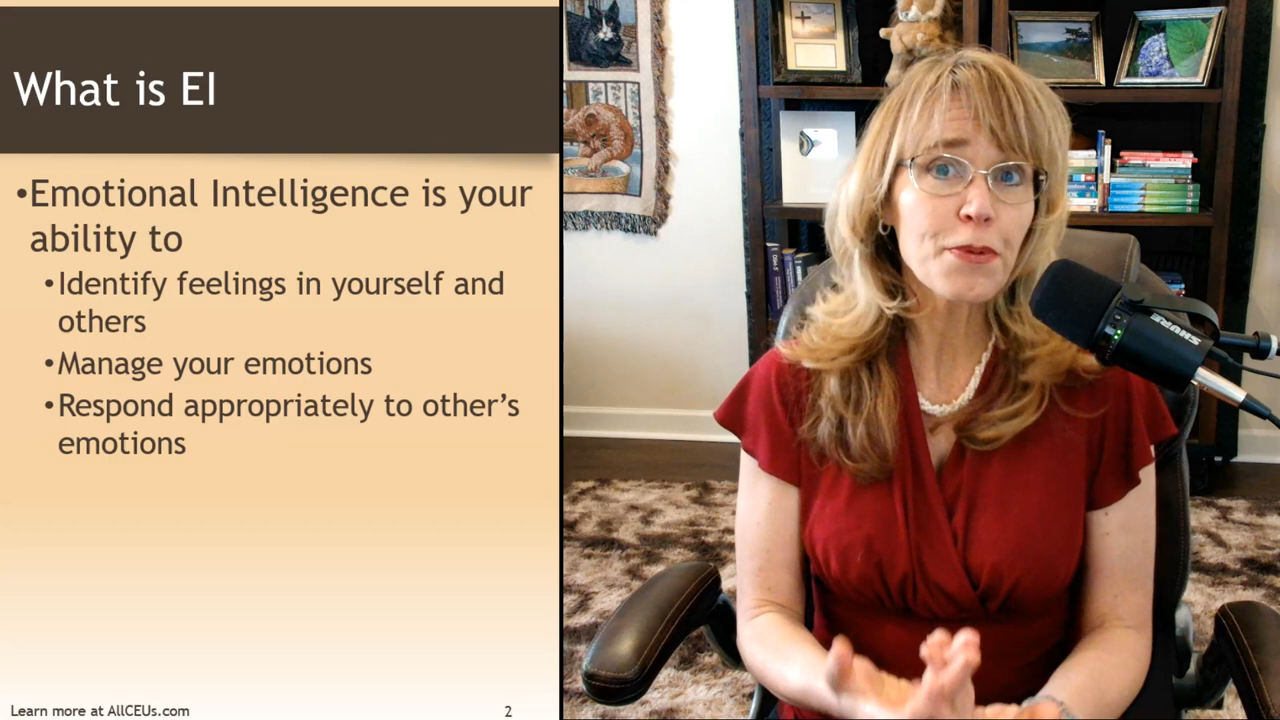 What is EI
•Emotional Intelligence is your
ability to
•Identify feelings in yourself and
others
•Manage your emotions
•Respond appropriately to other's
emotions
Learn more at AllCEUs.com
2
SHURE